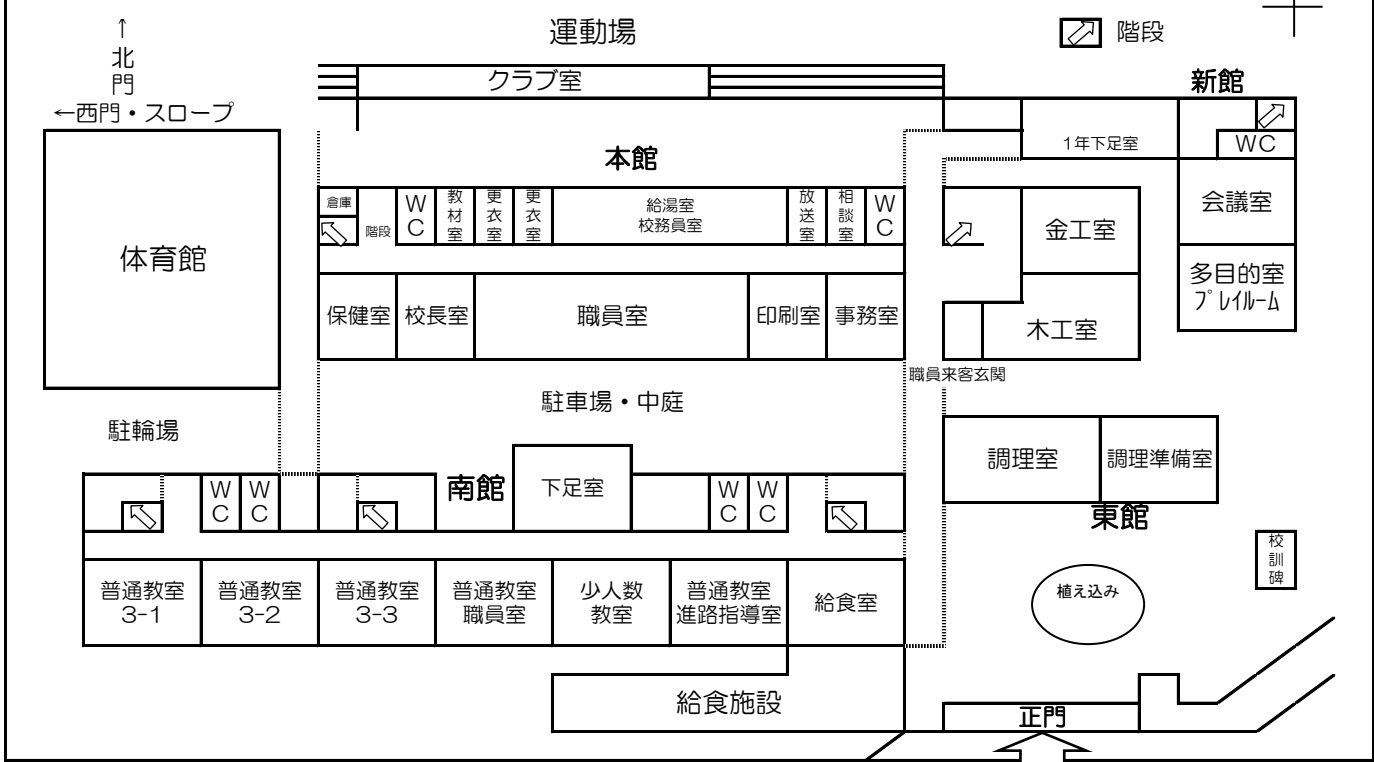 ↑
北
門
←西門・スロープ
運動場
階段
クラブ室
新館
1年下足室
WC
本館
体育館
倉庫
階段
WC
教材室
更衣室
更衣室
給湯室
校務員室
放送室
相談室
WC
金工室
会議室
多目的室
プレイルーム
保健室
校長室
職員室
印刷室
事務室
木工室
職員来客玄関
駐車場・中庭
駐輪場
調理室
調理準備室
東館
WC
WC
南館
下足室
WC
WC
校訓碑
普通教室
3-1
普通教室
3-2
普通教室
3-3
普通教室
職員室
少人数
教室
普通教室
進路指導室
給食室
植え込み
給食施設
正門